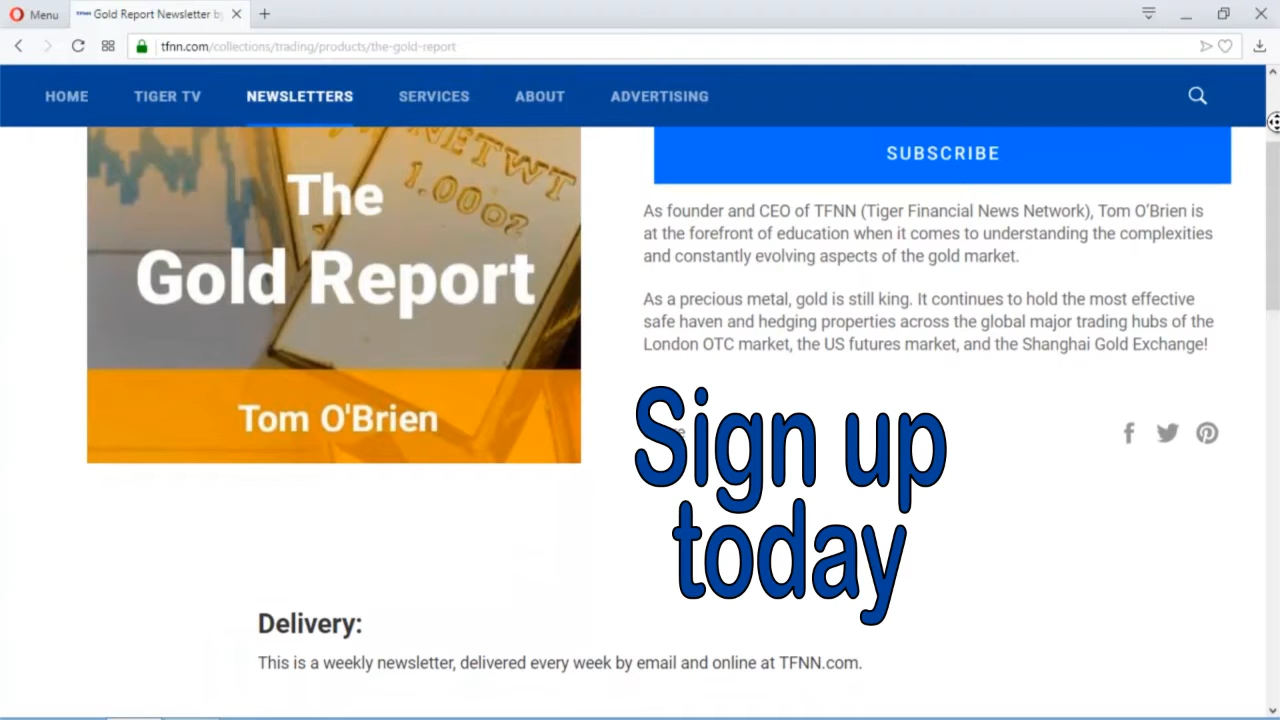 Menu
TFNN Gold Report Newsletter by
tfnn.com/collections/trading/products/the-gold-report
HOME TIGER TV NEWSLETTERS SERVICES ABOUT ADVERTISING
NETWT
1.00oz
The
Gold Report
Tom O'Brien
SUBSCRIBE
As founder and CEO of TFNN (Tiger Financial News Network), Tom O'Brien is
at the forefront of education when it comes to understanding the complexities
and constantly evolving aspects of the gold market.
As a precious metal, gold is still king. It continues to hold the most effective
safe haven and hedging properties across the global major trading hubs of the
London OTC market, the US futures market, and the Shanghai Gold Exchange!
Sign up
today
Delivery:
This is a weekly newsletter, delivered every week by email and online at TFNN.com.